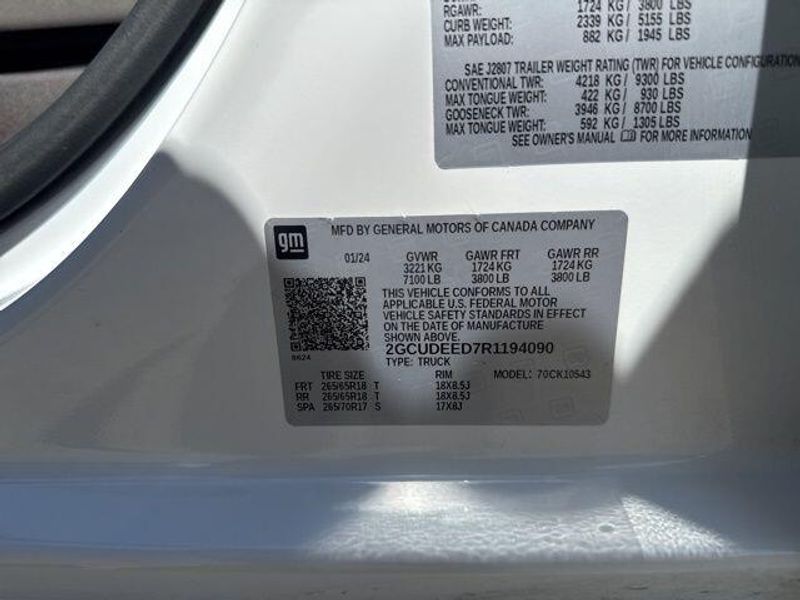 RGAWR: 1724 KG / 3800 LBS
CURB WEIGHT: 2339 KG / 5155 LBS
MAX PAYLOAD: 882 KG / 1945 LBS
SAE J2807 TRAILER WEIGHT RATING (TWR) FOR VEHICLE CONFIGURATION
CONVENTIONAL TWR: 4218 KG / 9300 LBS
MAX TONGUE WEIGHT: 422 KG / 930 LBS
GOOSENECK TWR: 3946 KG / 8700 LBS
MAX TONGUE WEIGHT: 592 KG / 1305 LBS
SEE OWNER'S MANUAL FOR MORE INFORMATION
gm MFD BY GENERAL MOTORS OF CANADA COMPANY
01/24 GVWR GAWR FRT GAWR RR
3221 KG 1724 KG 1724 KG
7100 LB 3800 LB 3800 LB
THIS VEHICLE CONFORMS TO ALL
APPLICABLE U.S. FEDERAL MOTOR
VEHICLE SAFETY STANDARDS IN EFFECT
ON THE DATE OF MANUFACTURE
SHOWN ABOVE.
2GCUDEED7R1194090
8624 TYPE: TRUCK
TIRE SIZE RIM MODEL: 70CK10543
FRT 265/65R18 T 18X8.5J
RR 265/65R18 T 18X8.5J
SPA 265/70R17 S 17X8J